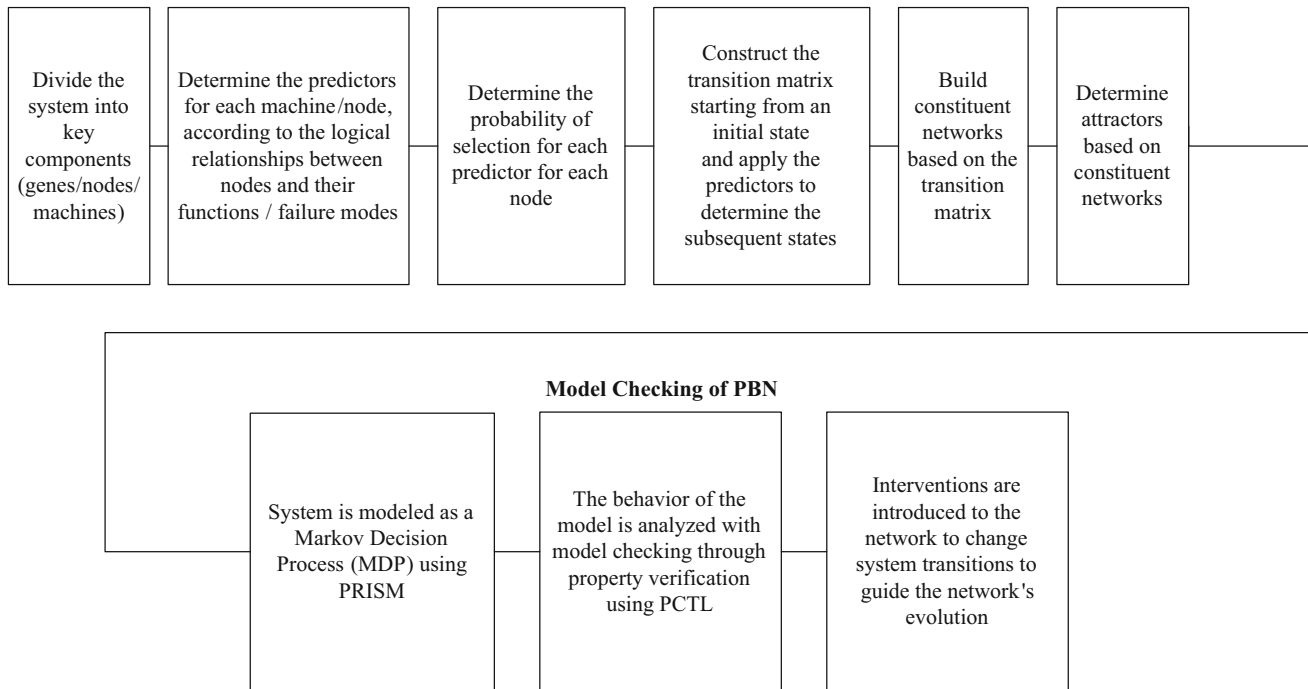 Divide the
system into
key
components
(genes/nodes/
machines)
Determine the predictors
for each machine/node,
according to the logical
relationships between
nodes and their
functions / failure modes
Determine the
probability of
selection for each
predictor for each
node
Construct the
transition matrix
starting from an
initial state
and apply the
predictors to
determine the
subsequent states
Build
constituent
networks
based on the
transition
matrix
Determine
attractors
based on
constituent
networks
Model Checking of PBN
System is modeled as a
Markov Decision
Process (MDP) using
PRISM
The behavior of the
model is analyzed with
model checking through
property verification
using PCTL
Interventions are
introduced to the
network to change
system transitions to
guide the network's
evolution